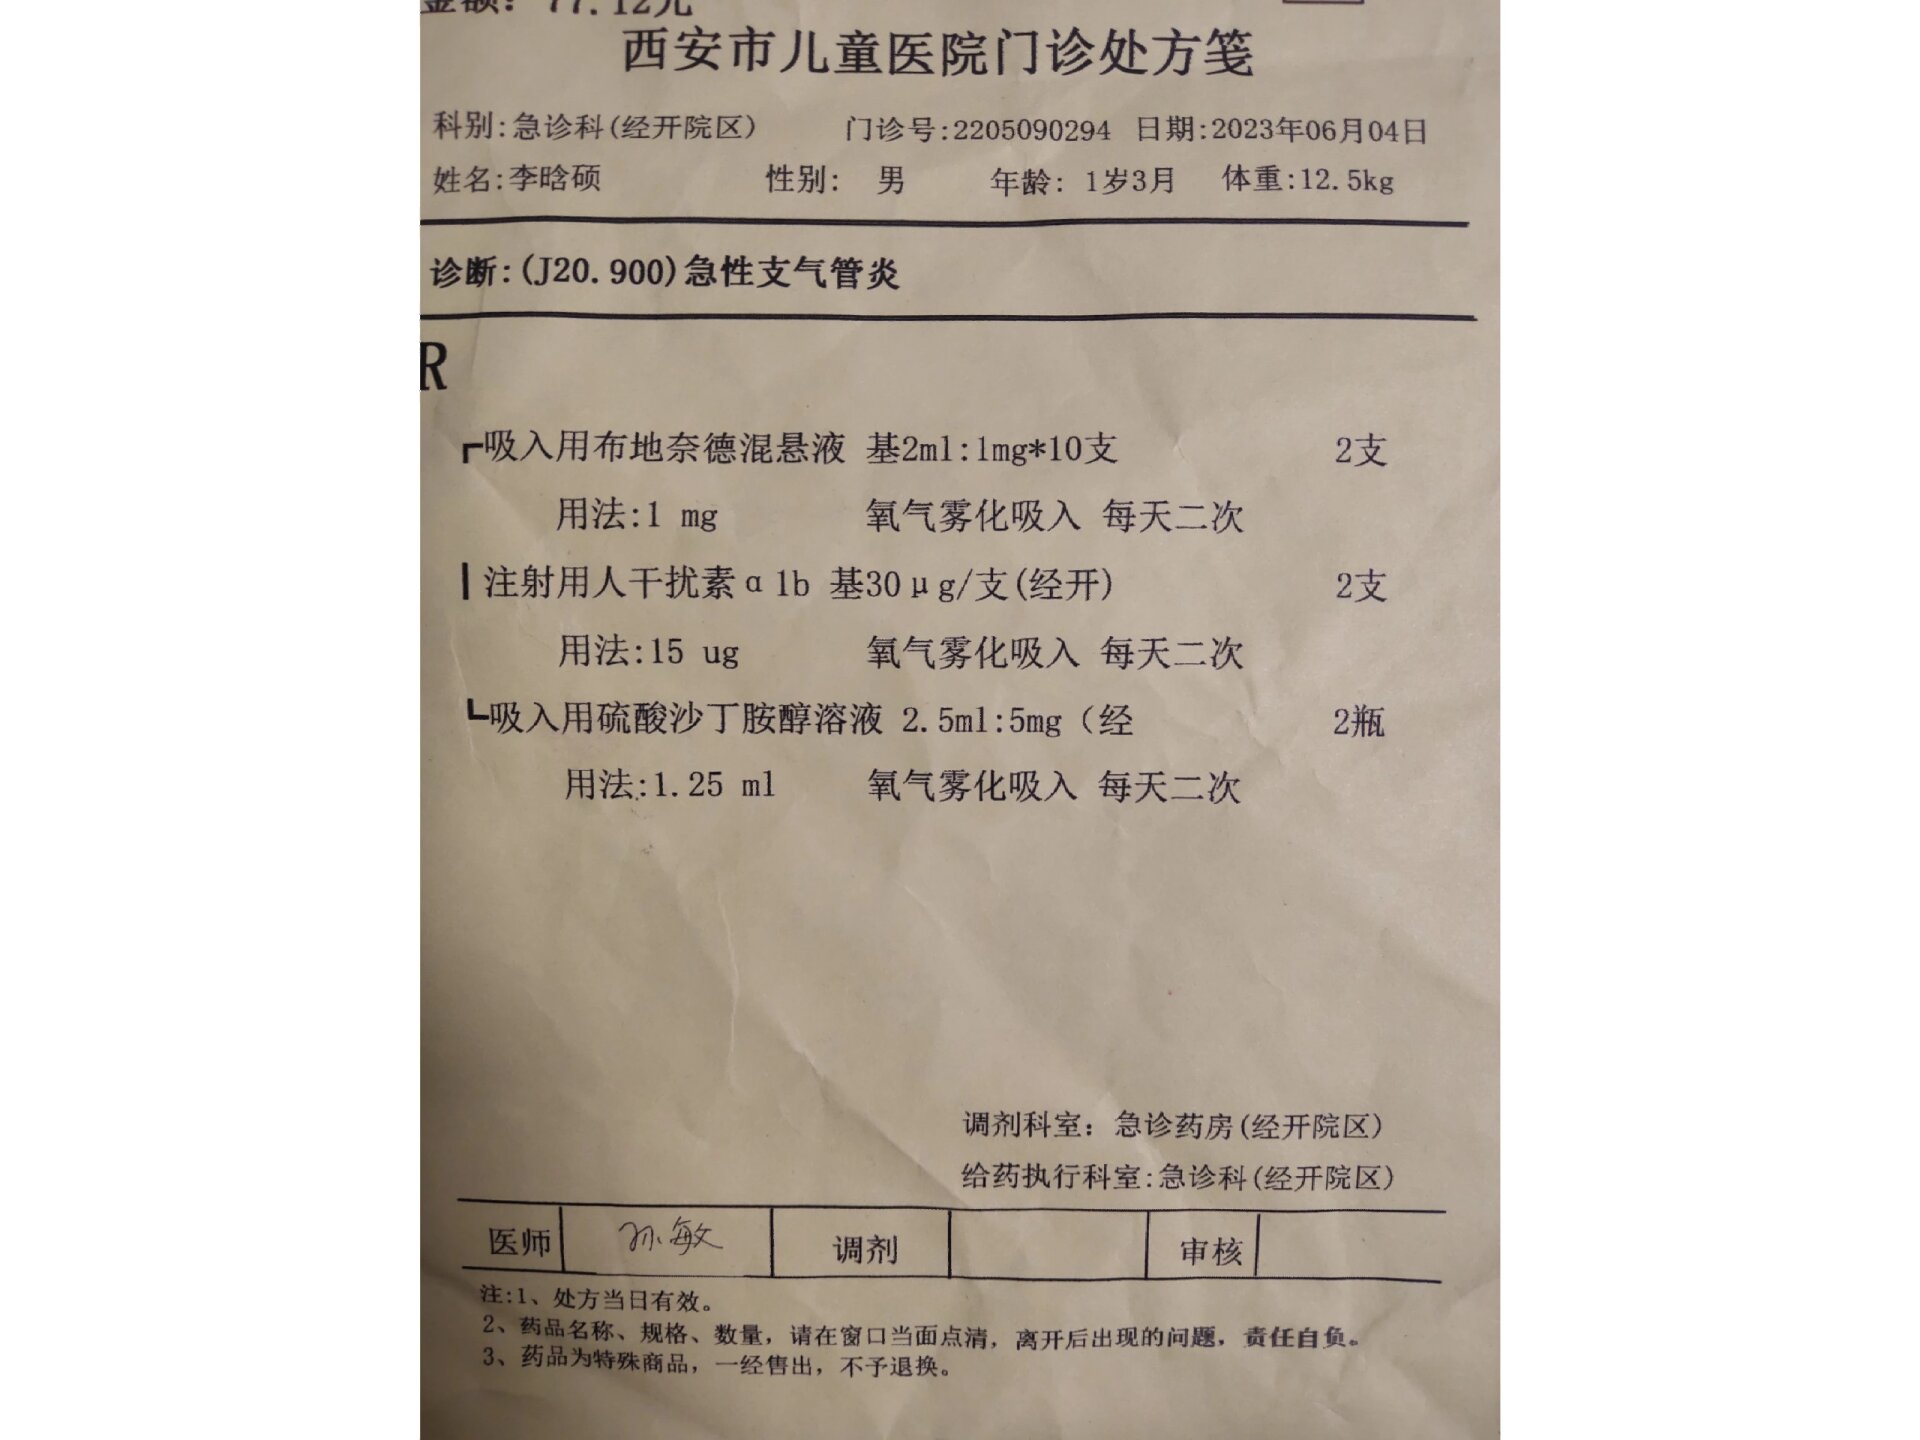 金额: 77.12元
西安市儿童医院门诊处方笺
科别:急诊科(经开院区) 门诊号:2205090294 日期:2023年06月04日
姓名:李晗硕 性别: 男 年龄: 1岁3月 体重:12.5kg
诊断:(J20.900)急性支气管炎
R
吸入用布地奈德混悬液 基2ml:1mg*10支 2支
用法:1 mg 氧气雾化吸入 每天二次
注射用人干扰素α1b 基30μg/支(经开) 2支
用法:15 ug 氧气雾化吸入 每天二次
吸入用硫酸沙丁胺醇溶液 2.5ml:5mg（经 2瓶
用法:1.25 ml 氧气雾化吸入 每天二次
调剂科室: 急诊药房(经开院区)
给药执行科室:急诊科(经开院区)
医师 孙敏 调剂 审核
注:1、处方当日有效。
2、药品名称、规格、数量，请在窗口当面点清，离开后出现的问题，责任自负。
3、药品为特殊商品，一经售出，不予退换。